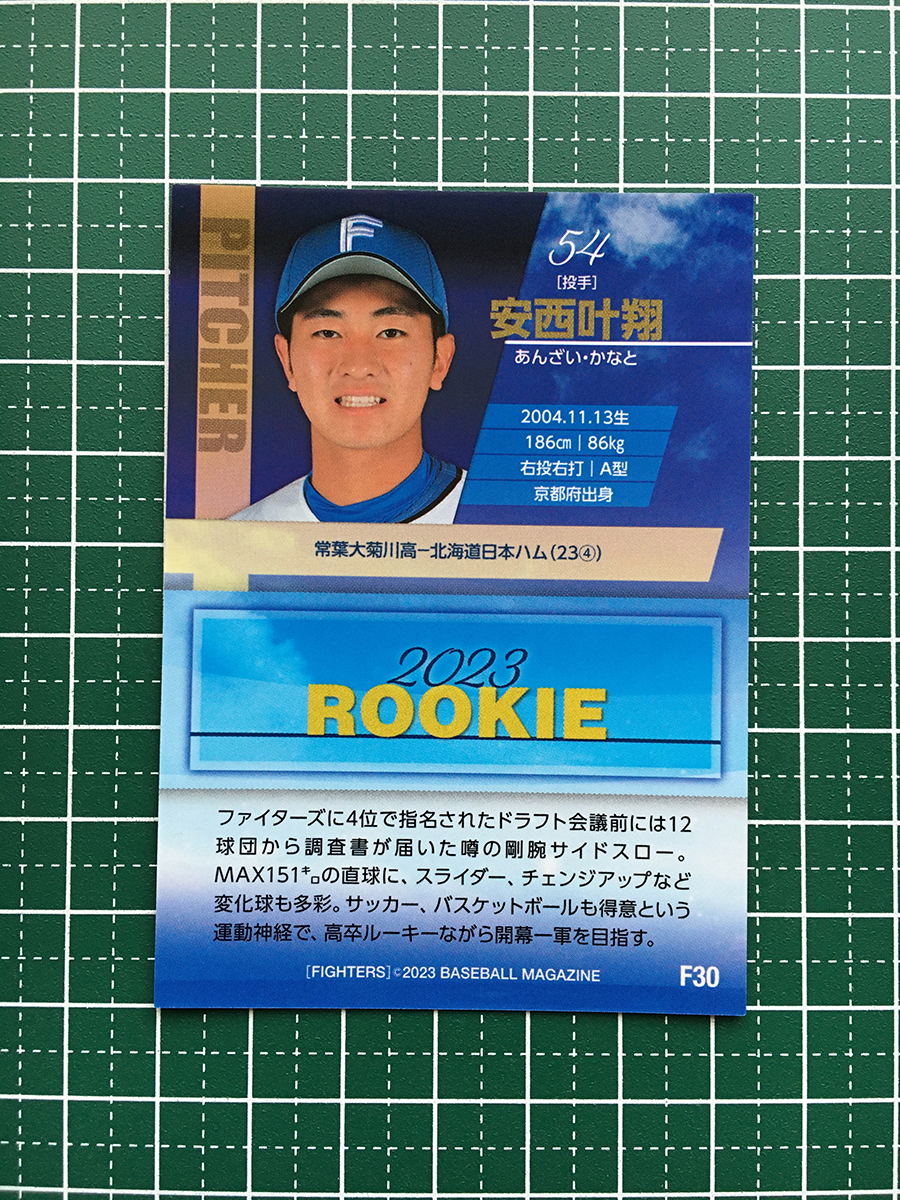 PITCHER
F
54
[投手]
安西叶翔
あんざい・かなと
2004.11.13生
186㎝｜86㎏
右投右打｜A型
京都府出身
常葉大菊川高ー北海道日本ハム(23④)
2023
ROOKIE
ファイターズに4位で指名されたドラフト会議前には12
球団から調査書が届いた噂の剛腕サイドスロー。
MAX151㌔の直球に、スライダー、チェンジアップなど
変化球も多彩。サッカー、バスケットボールも得意という
運動神経で、高卒ルーキーながら開幕一軍を目指す。
[FIGHTERS]©2023 BASEBALL MAGAZINE
F30